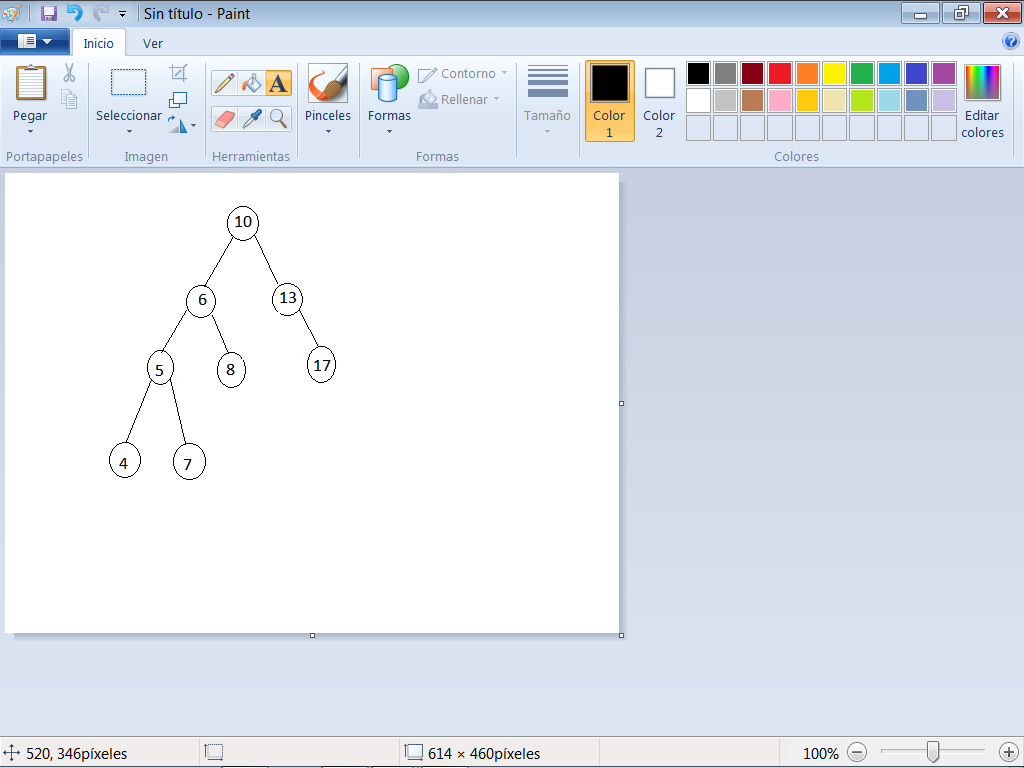 Sin título - Paint
Inicio Ver
Pegar Seleccionar A Pinceles Formas Contorno Rellenar Tamaño Color 1 Color 2 Editar colores
Portapapeles Imagen Herramientas Formas Colores
10
6 13
5 8 17
4 7
520, 346píxeles 614 × 460píxeles 100%